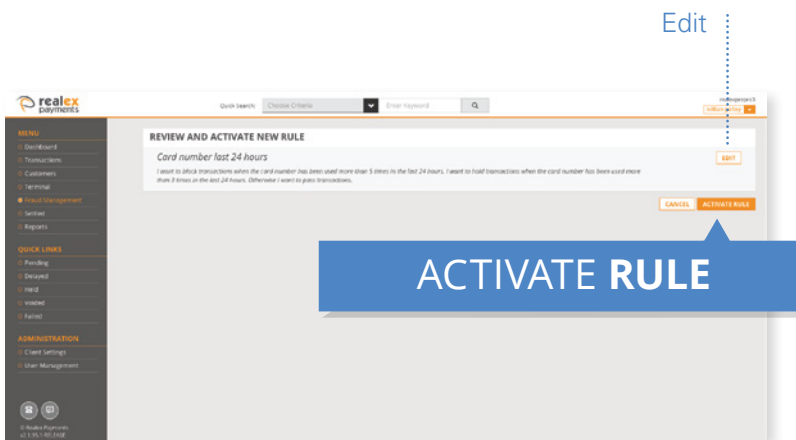 Edit
realex
payments
Quick Search:
Choose Criteria
Enter Keyword
MENU
Dashboard
Transactions
Customers
Terminal
Fraud Management
Settled
Reports
QUICK LINKS
Pending
Delayed
Held
Voided
Failed
ADMINISTRATION
Client Settings
User Management
© Realex Payments
REVIEW AND ACTIVATE NEW RULE
Card number last 24 hours
EDIT
I want to block transactions when the card number has been used more than 5 times in the last 24 hours. I want to hold transactions when the card number has been used more
than 3 times in the last 24 hours. Otherwise I want to pass transactions.
CANCEL
ACTIVATE RULE
ACTIVATE RULE